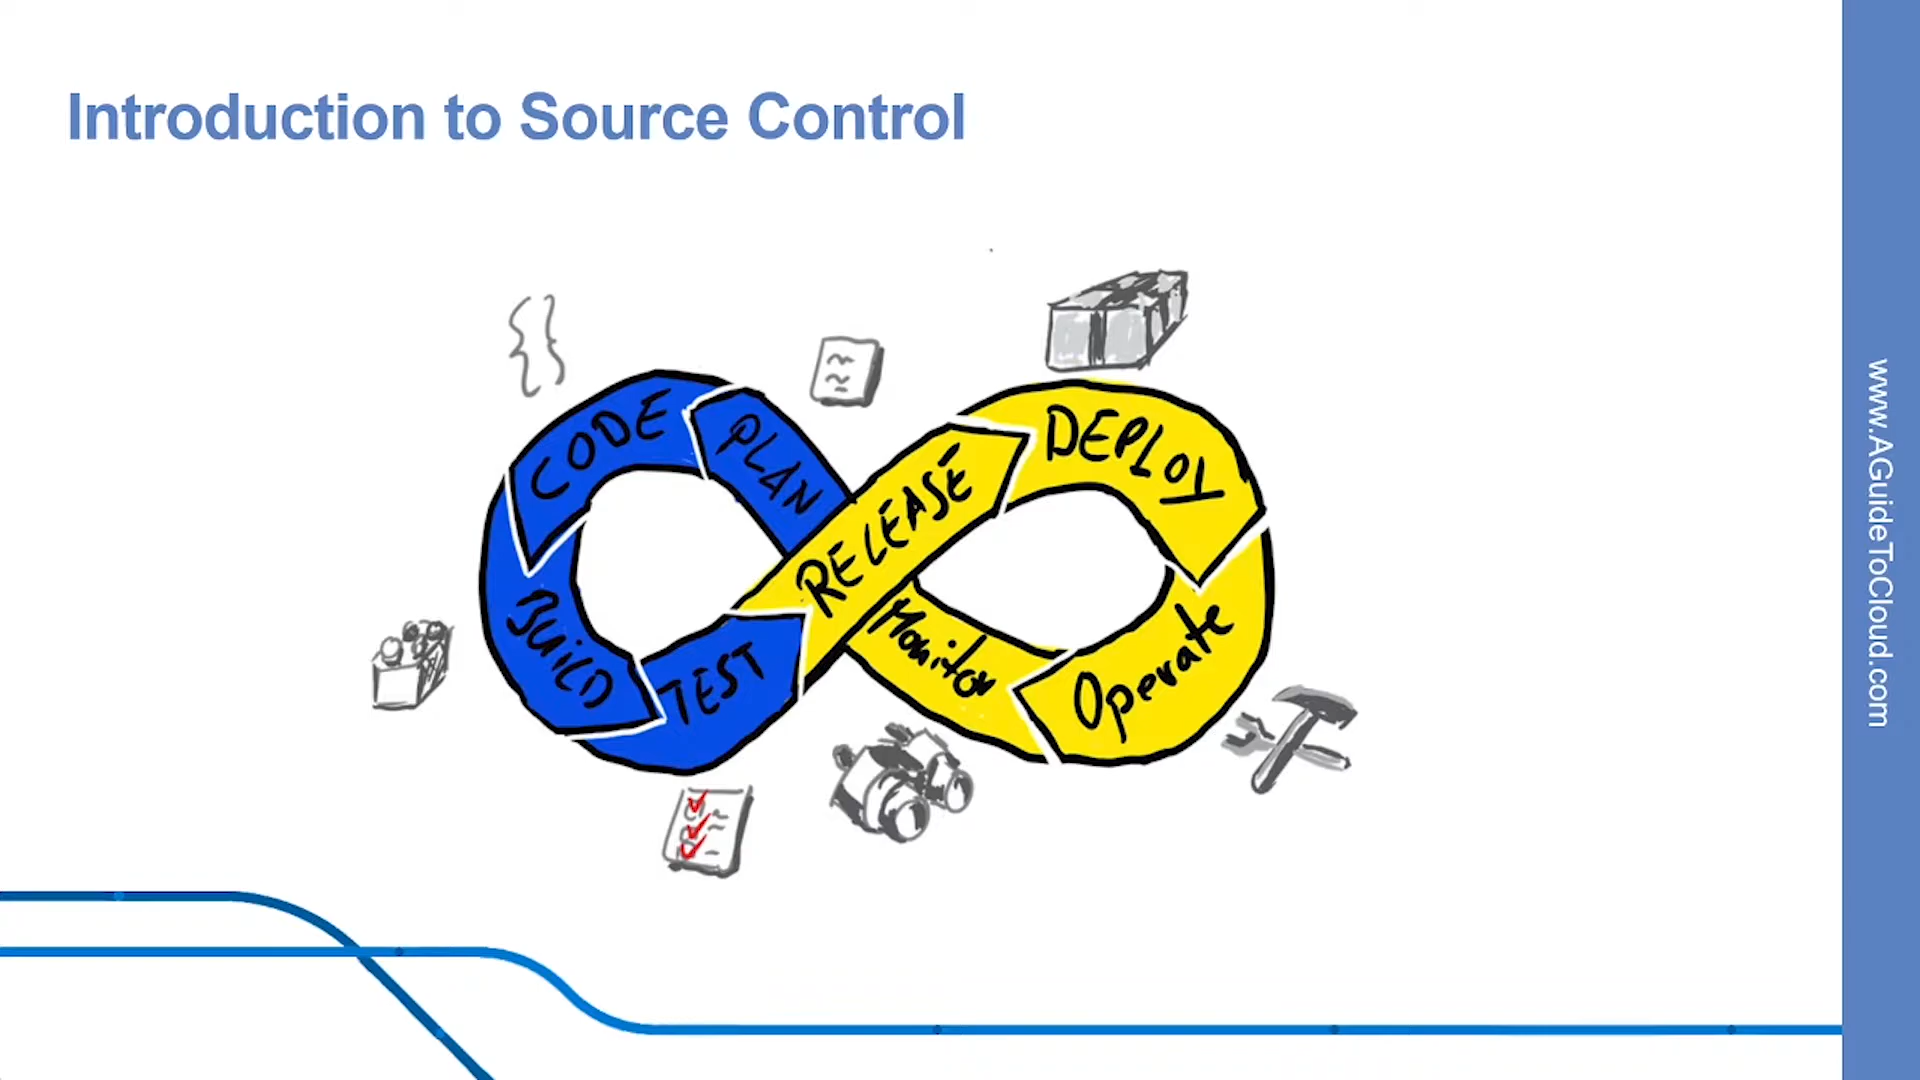 Introduction to Source Control
CODE
PLAN
BUiLD
TEST
RELEASE
DEPLOY
Operate
Monitor
www.AGuideToCloud.com